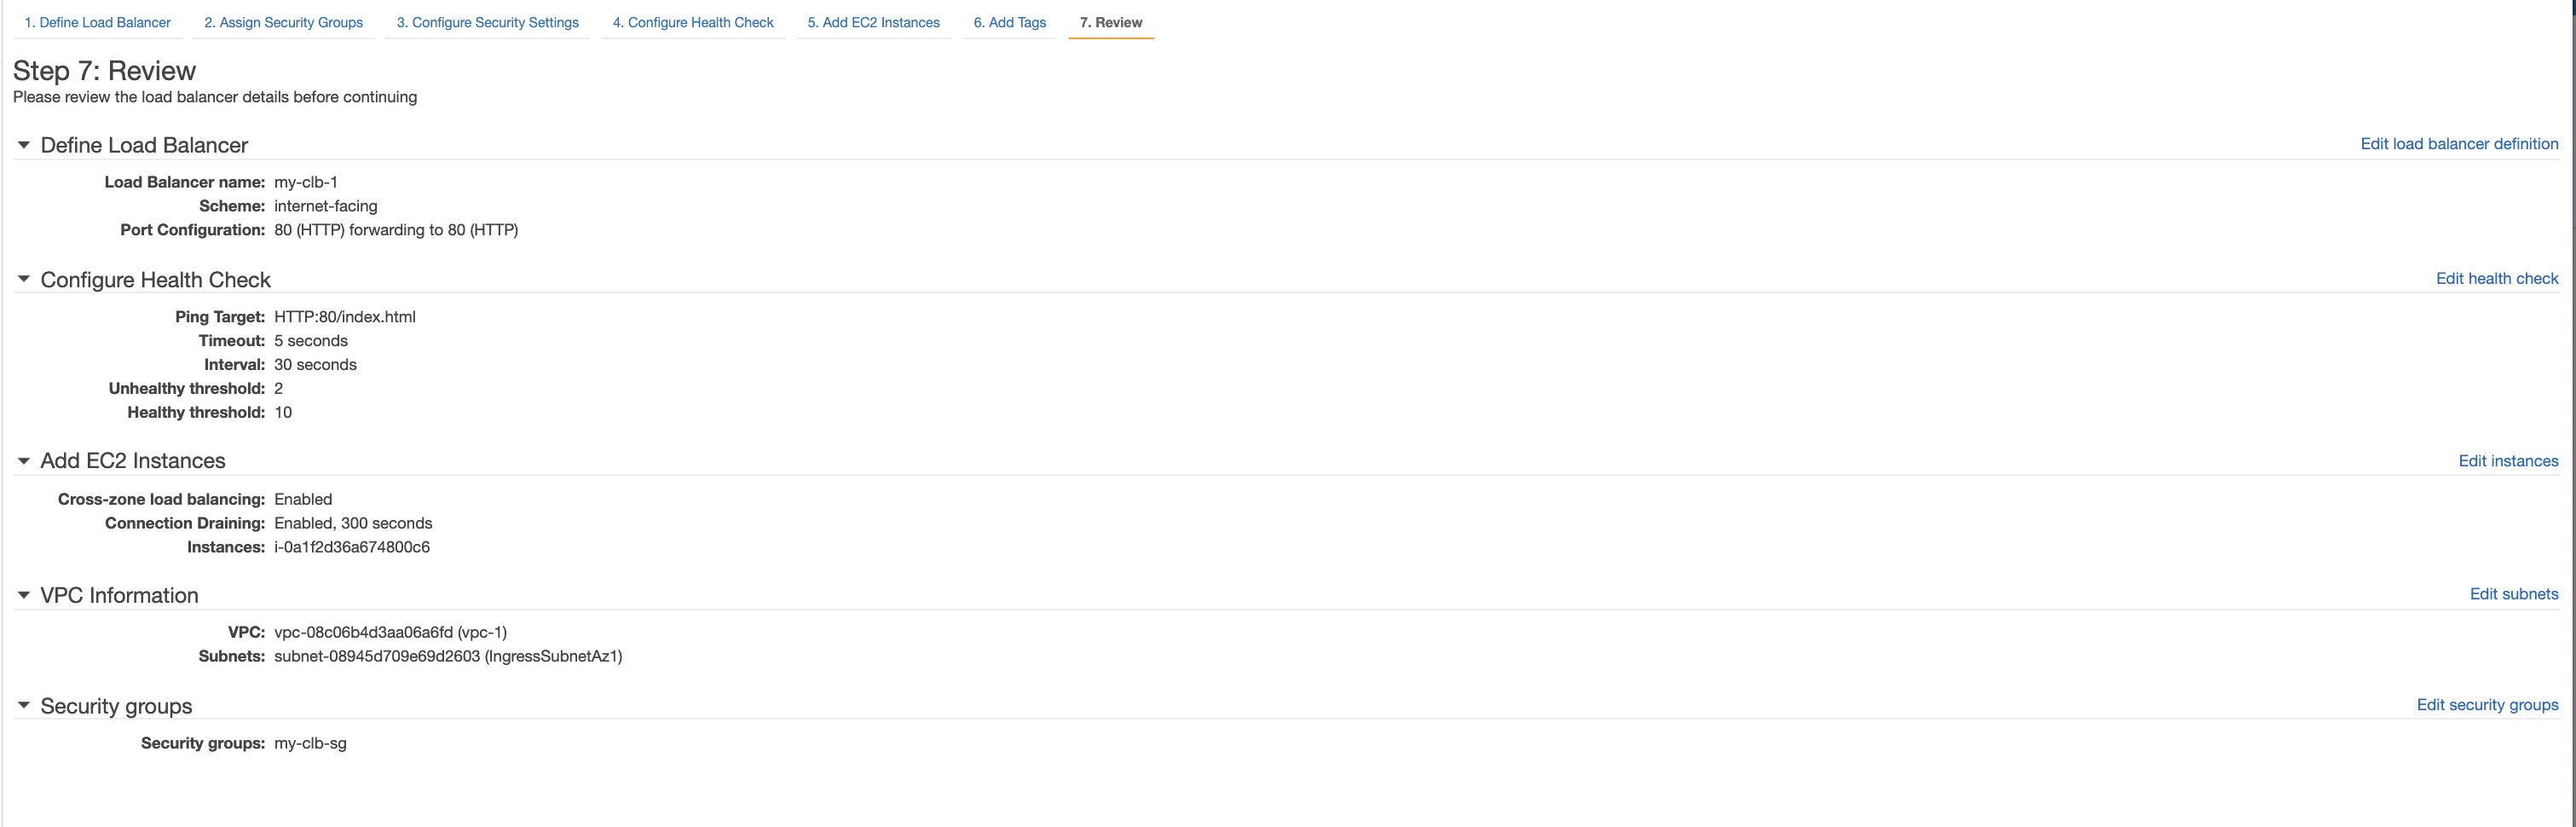 1. Define Load Balancer 2. Assign Security Groups 3. Configure Security Settings 4. Configure Health Check 5. Add EC2 Instances 6. Add Tags 7. Review
Step 7: Review
Please review the load balancer details before continuing
Define Load Balancer Edit load balancer definition
Load Balancer name: my-clb-1
Scheme: internet-facing
Port Configuration: 80 (HTTP) forwarding to 80 (HTTP)
Configure Health Check Edit health check
Ping Target: HTTP:80/index.html
Timeout: 5 seconds
Interval: 30 seconds
Unhealthy threshold: 2
Healthy threshold: 10
Add EC2 Instances Edit instances
Cross-zone load balancing: Enabled
Connection Draining: Enabled, 300 seconds
Instances: i-0a1f2d36a674800c6
VPC Information Edit subnets
VPC: vpc-08c06b4d3aa06a6fd (vpc-1)
Subnets: subnet-08945d709e69d2603 (IngressSubnetAz1)
Security groups Edit security groups
Security groups: my-clb-sg